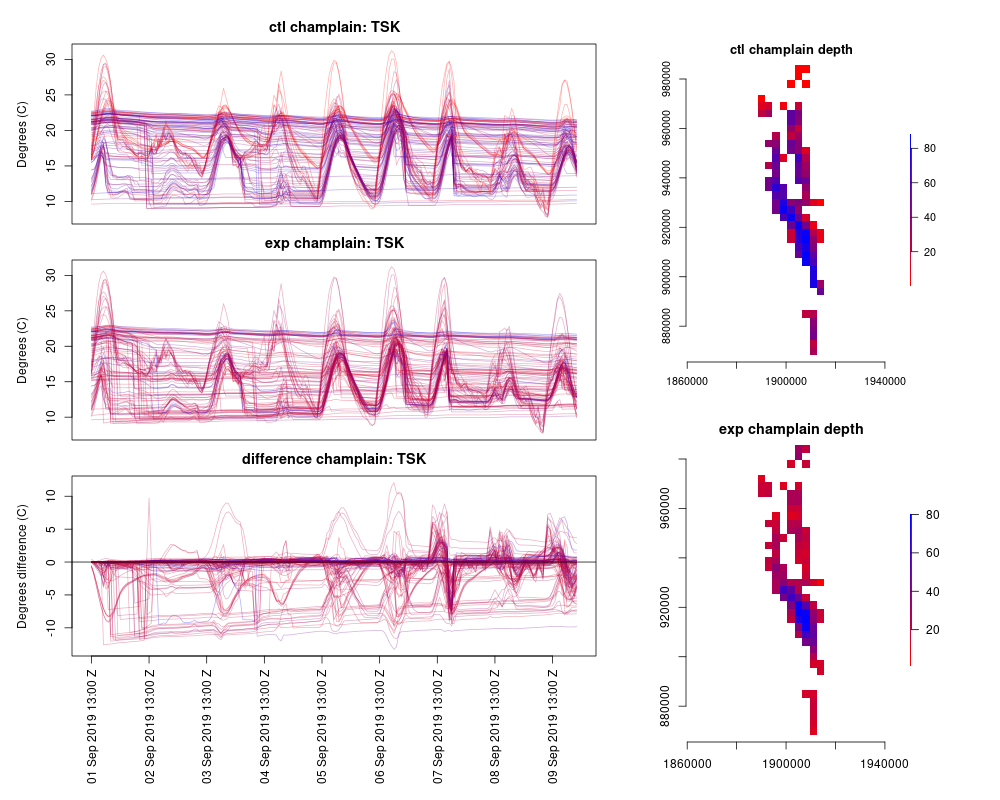 ctl champlain: TSK
Degrees (C)
30
25
20
15
10
exp champlain: TSK
Degrees (C)
30
25
20
15
10
difference champlain: TSK
Degrees difference (C)
10
5
0
-5
-10
01 Sep 2019 13:00 Z
02 Sep 2019 13:00 Z
03 Sep 2019 13:00 Z
04 Sep 2019 13:00 Z
05 Sep 2019 13:00 Z
06 Sep 2019 13:00 Z
07 Sep 2019 13:00 Z
08 Sep 2019 13:00 Z
09 Sep 2019 13:00 Z
ctl champlain depth
980000
960000
940000
920000
900000
880000
1860000 1900000 1940000
80
60
40
20
exp champlain depth
960000
920000
880000
1860000 1900000 1940000
80
60
40
20